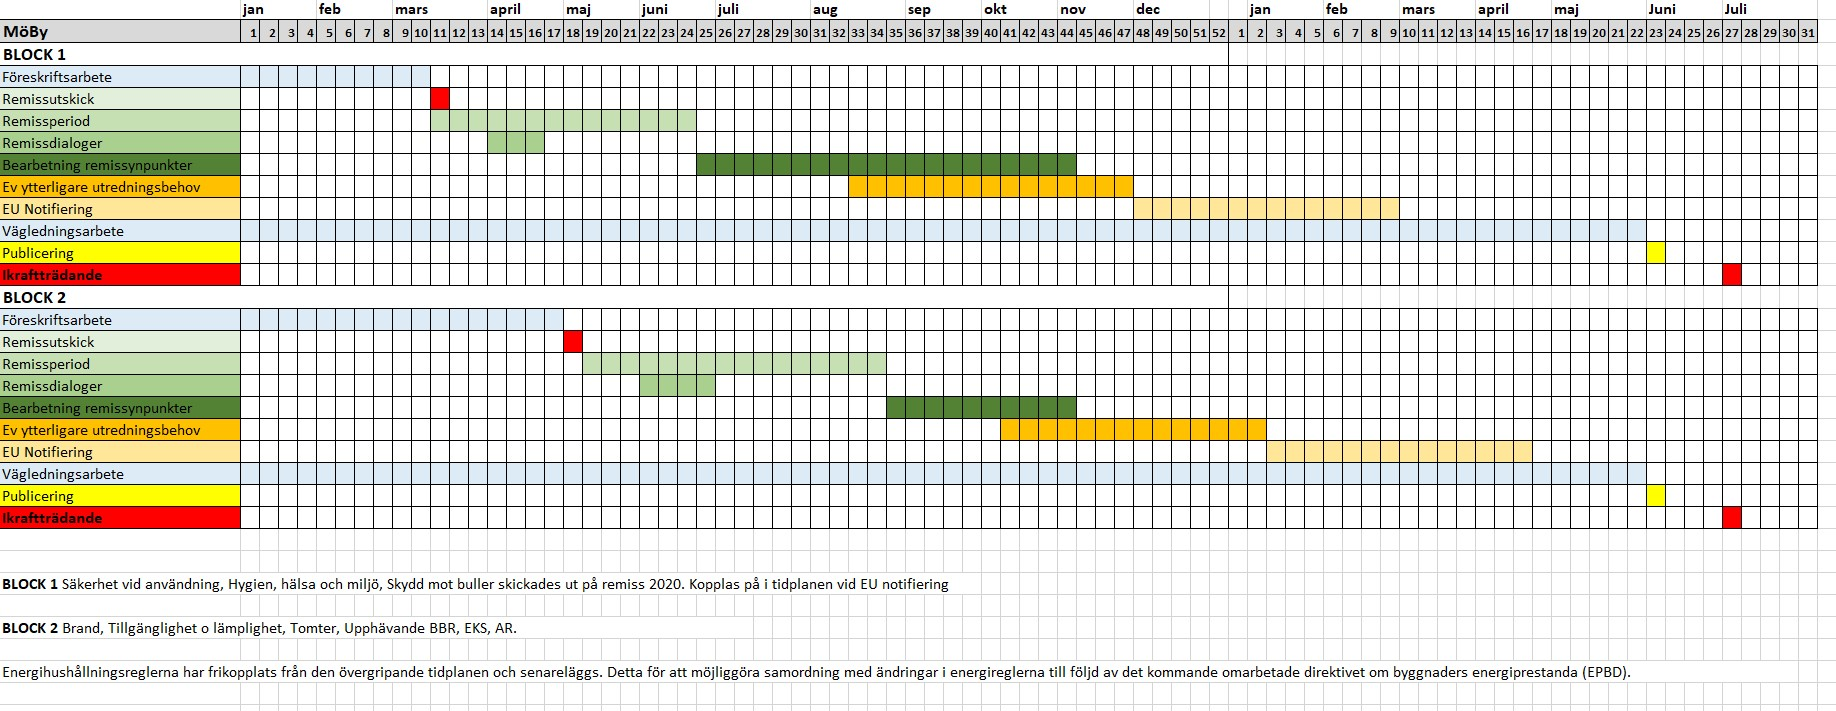 jan feb mars april maj juni juli aug sep okt nov dec jan feb mars april maj Juni Juli
MöBy 1 2 3 4 5 6 7 8 9 10 11 12 13 14 15 16 17 18 19 20 21 22 23 24 25 26 27 28 29 30 31 32 33 34 35 36 37 38 39 40 41 42 43 44 45 46 47 48 49 50 51 52 1 2 3 4 5 6 7 8 9 10 11 12 13 14 15 16 17 18 19 20 21 22 23 24 25 26 27 28 29 30 31
BLOCK 1
Föreskriftsarbete
Remissutskick
Remissperiod
Remissdialoger
Bearbetning remissynpunkter
Ev ytterligare utredningsbehov
EU Notifiering
Vägledningsarbete
Publicering
Ikraftträdande
BLOCK 2
Föreskriftsarbete
Remissutskick
Remissperiod
Remissdialoger
Bearbetning remissynpunkter
Ev ytterligare utredningsbehov
EU Notifiering
Vägledningsarbete
Publicering
Ikraftträdande
BLOCK 1 Säkerhet vid användning, Hygien, hälsa och miljö, Skydd mot buller skickades ut på remiss 2020. Kopplas på i tidplanen vid EU notifiering
BLOCK 2 Brand, Tillgänglighet o lämplighet, Tomter, Upphävande BBR, EKS, AR.
Energihushållningsreglerna har frikopplats från den övergripande tidplanen och senareläggs. Detta för att möjliggöra samordning med ändringar i energireglerna till följd av det kommande omarbetade direktivet om byggnaders energiprestanda (EPBD).